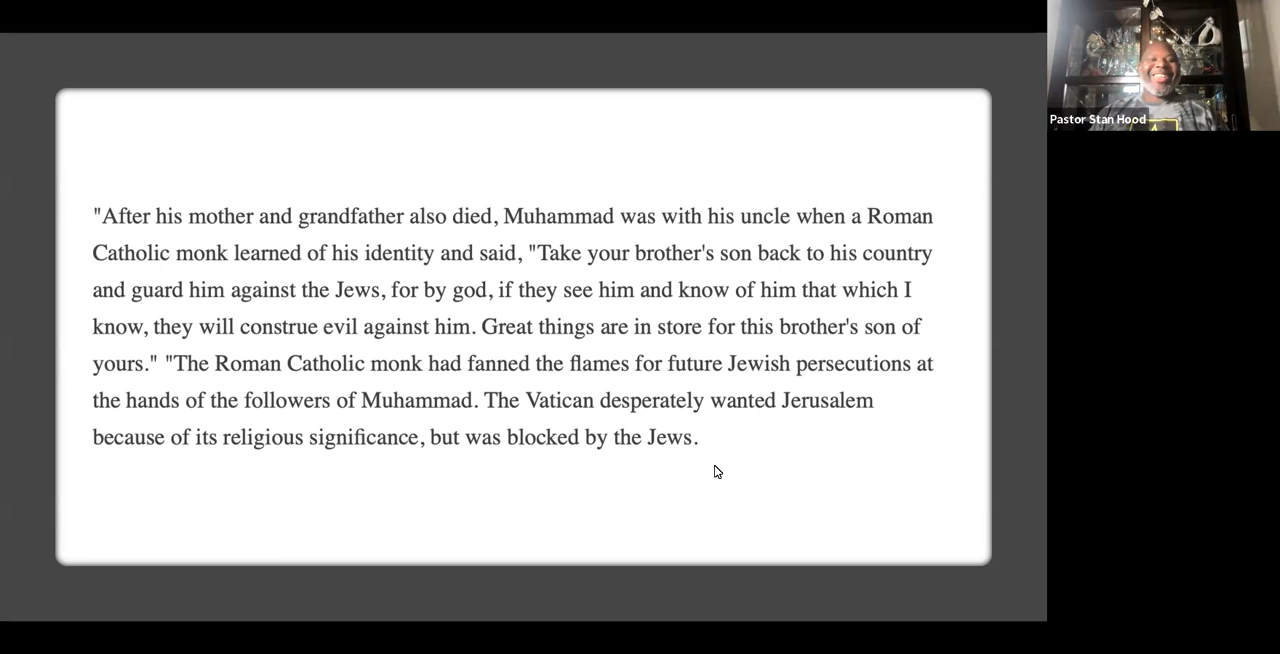 "After his mother and grandfather also died, Muhammad was with his uncle when a Roman
Catholic monk learned of his identity and said, "Take your brother's son back to his country
and guard him against the Jews, for by god, if they see him and know of him that which I
know, they will construe evil against him. Great things are in store for this brother's son of
yours." "The Roman Catholic monk had fanned the flames for future Jewish persecutions at
the hands of the followers of Muhammad. The Vatican desperately wanted Jerusalem
because of its religious significance, but was blocked by the Jews.
Pastor Stan Hood